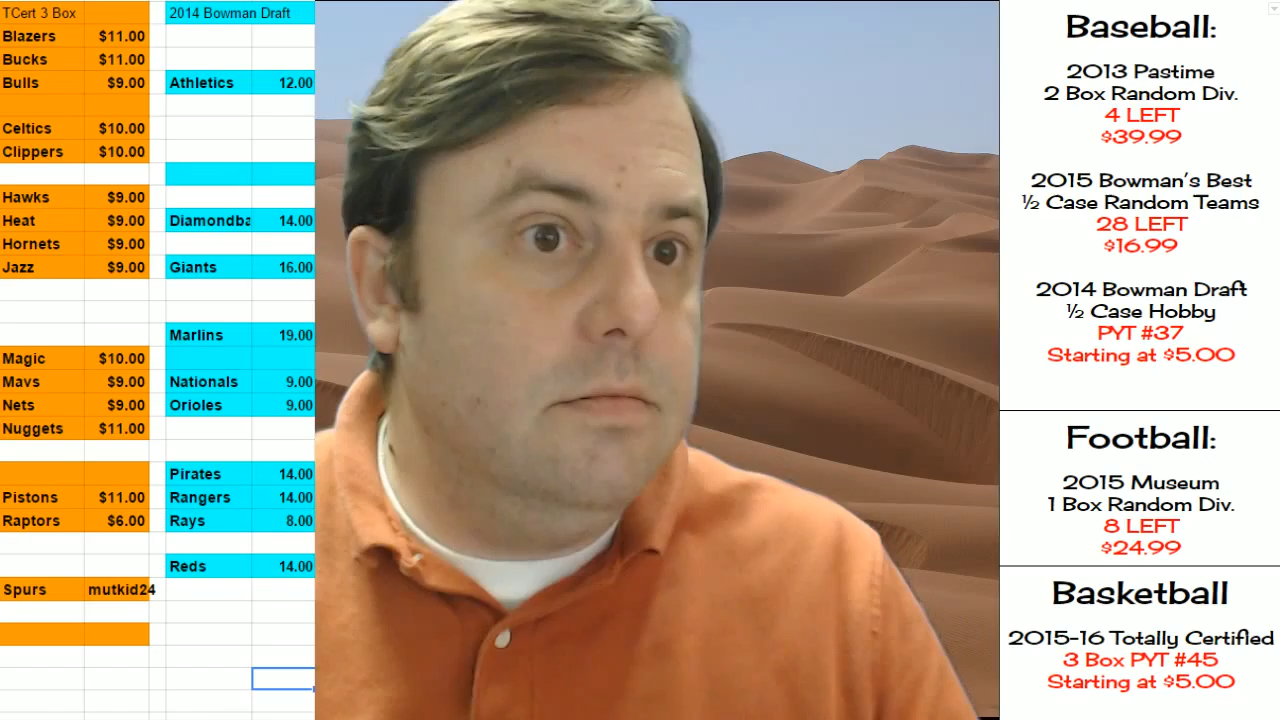 TCert 3 Box
Blazers $11.00
Bucks $11.00
Bulls $9.00
Celtics $10.00
Clippers $10.00
Hawks $9.00
Heat $9.00
Hornets $9.00
Jazz $9.00
Magic $10.00
Mavs $9.00
Nets $9.00
Nuggets $11.00
Pistons $11.00
Raptors $6.00
Spurs mutkid24
2014 Bowman Draft
Athletics 12.00
Diamondba 14.00
Giants 16.00
Marlins 19.00
Nationals 9.00
Orioles 9.00
Pirates 14.00
Rangers 14.00
Rays 8.00
Reds 14.00
Baseball:
2013 Pastime
2 Box Random Div.
4 LEFT
$39.99
2015 Bowman's Best
½ Case Random Teams
28 LEFT
$16.99
2014 Bowman Draft
½ Case Hobby
PYT #37
Starting at $5.00
Football:
2015 Museum
1 Box Random Div.
8 LEFT
$24.99
Basketball
2015-16 Totally Certified
3 Box PYT #45
Starting at $5.00